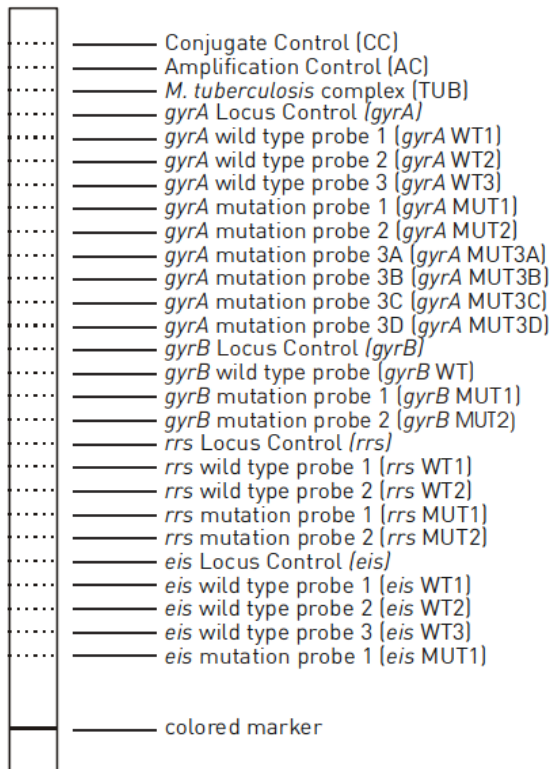 Conjugate Control (CC)
Amplification Control (AC)
M. tuberculosis complex (TUB)
gyrA Locus Control (gyrA)
gyrA wild type probe 1 (gyrA WT1)
gyrA wild type probe 2 (gyrA WT2)
gyrA wild type probe 3 (gyrA WT3)
gyrA mutation probe 1 (gyrA MUT1)
gyrA mutation probe 2 (gyrA MUT2)
gyrA mutation probe 3A (gyrA MUT3A)
gyrA mutation probe 3B (gyrA MUT3B)
gyrA mutation probe 3C (gyrA MUT3C)
gyrA mutation probe 3D (gyrA MUT3D)
gyrB Locus Control (gyrB)
gyrB wild type probe (gyrB WT)
gyrB mutation probe 1 (gyrB MUT1)
gyrB mutation probe 2 (gyrB MUT2)
rrs Locus Control (rrs)
rrs wild type probe 1 (rrs WT1)
rrs wild type probe 2 (rrs WT2)
rrs mutation probe 1 (rrs MUT1)
rrs mutation probe 2 (rrs MUT2)
eis Locus Control (eis)
eis wild type probe 1 (eis WT1)
eis wild type probe 2 (eis WT2)
eis wild type probe 3 (eis WT3)
eis mutation probe 1 (eis MUT1)
colored marker